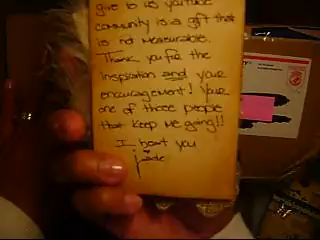 give to us youtube
community is a gift that
is not measurable.
Thank you for the
inspiration and your
encouragement! Your
one of those people
that keep me going!!
I heart you
jade